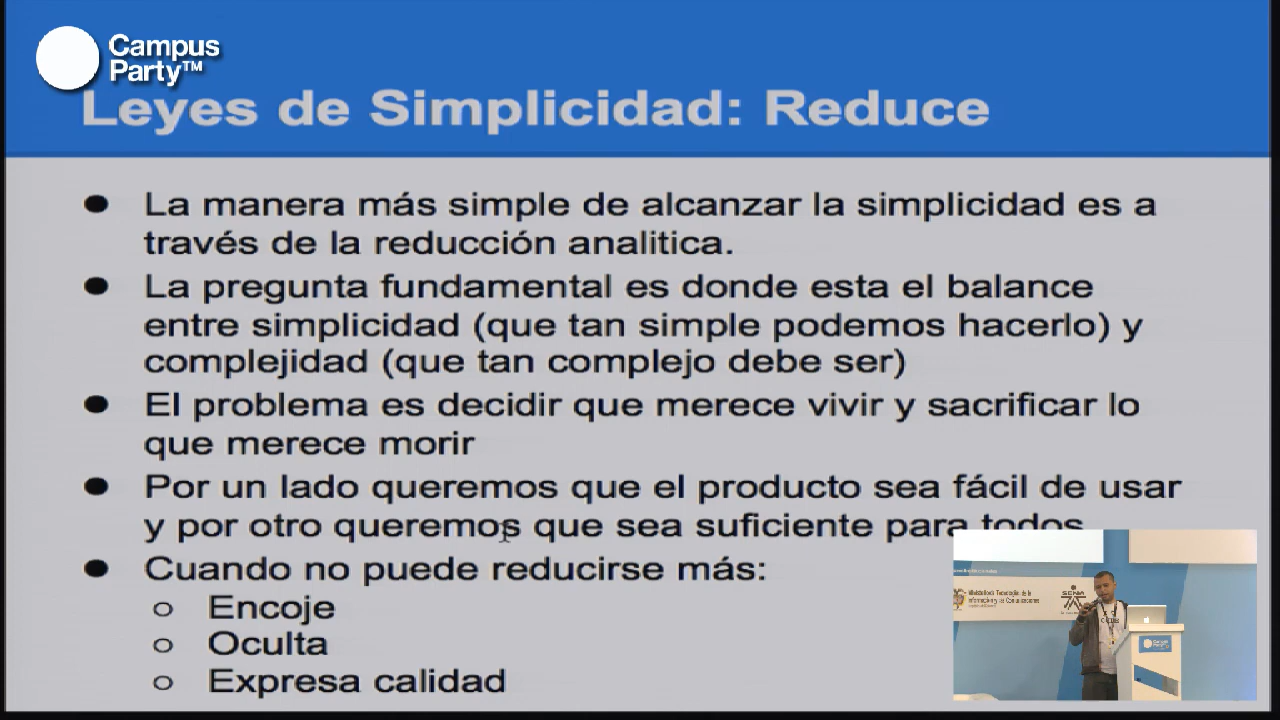 Campus
Party™
Leyes de Simplicidad: Reduce
● La manera más simple de alcanzar la simplicidad es a
través de la reducción analitica.
● La pregunta fundamental es donde esta el balance
entre simplicidad (que tan simple podemos hacerlo) y
complejidad (que tan complejo debe ser)
● El problema es decidir que merece vivir y sacrificar lo
que merece morir
● Por un lado queremos que el producto sea fácil de usar
y por otro queremos que sea suficiente para todos
● Cuando no puede reducirse más:
o Encoje
o Oculta
o Expresa calidad
SENA
Campus
Party